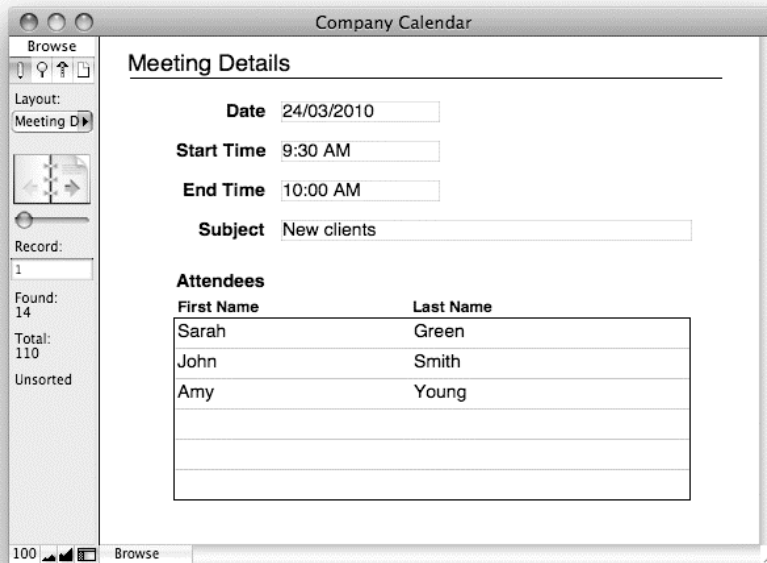 Company Calendar
Browse
Layout:
Meeting D
Record:
1
Found:
14
Total:
110
Unsorted
Meeting Details
Date 24/03/2010
Start Time 9:30 AM
End Time 10:00 AM
Subject New clients
Attendees
First Name Last Name
Sarah Green
John Smith
Amy Young
100 Browse